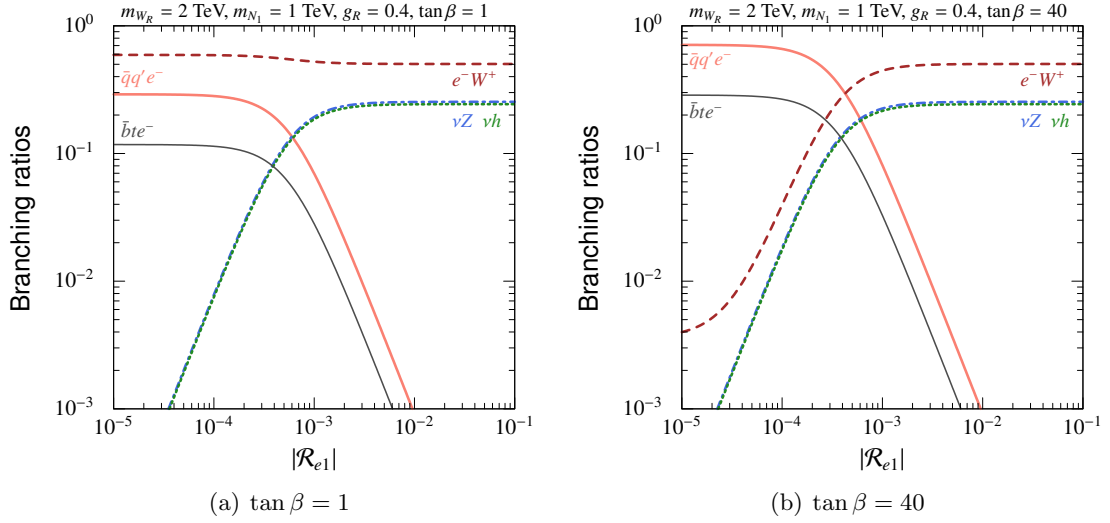 m_{W_R} = 2 TeV, m_{N_1} = 1 TeV, g_R = 0.4, tan β = 1
10^0
q̄q′e^-
e^-W^+
b̄te^-
νZ νh
10^{-1}
Branching ratios
10^{-2}
10^{-3}
10^{-5} 10^{-4} 10^{-3} 10^{-2} 10^{-1}
|ℛ_{e1}|
(a) tan β = 1
m_{W_R} = 2 TeV, m_{N_1} = 1 TeV, g_R = 0.4, tan β = 40
10^0
q̄q′e^-
e^-W^+
b̄te^-
νZ νh
10^{-1}
Branching ratios
10^{-2}
10^{-3}
10^{-5} 10^{-4} 10^{-3} 10^{-2} 10^{-1}
|ℛ_{e1}|
(b) tan β = 40